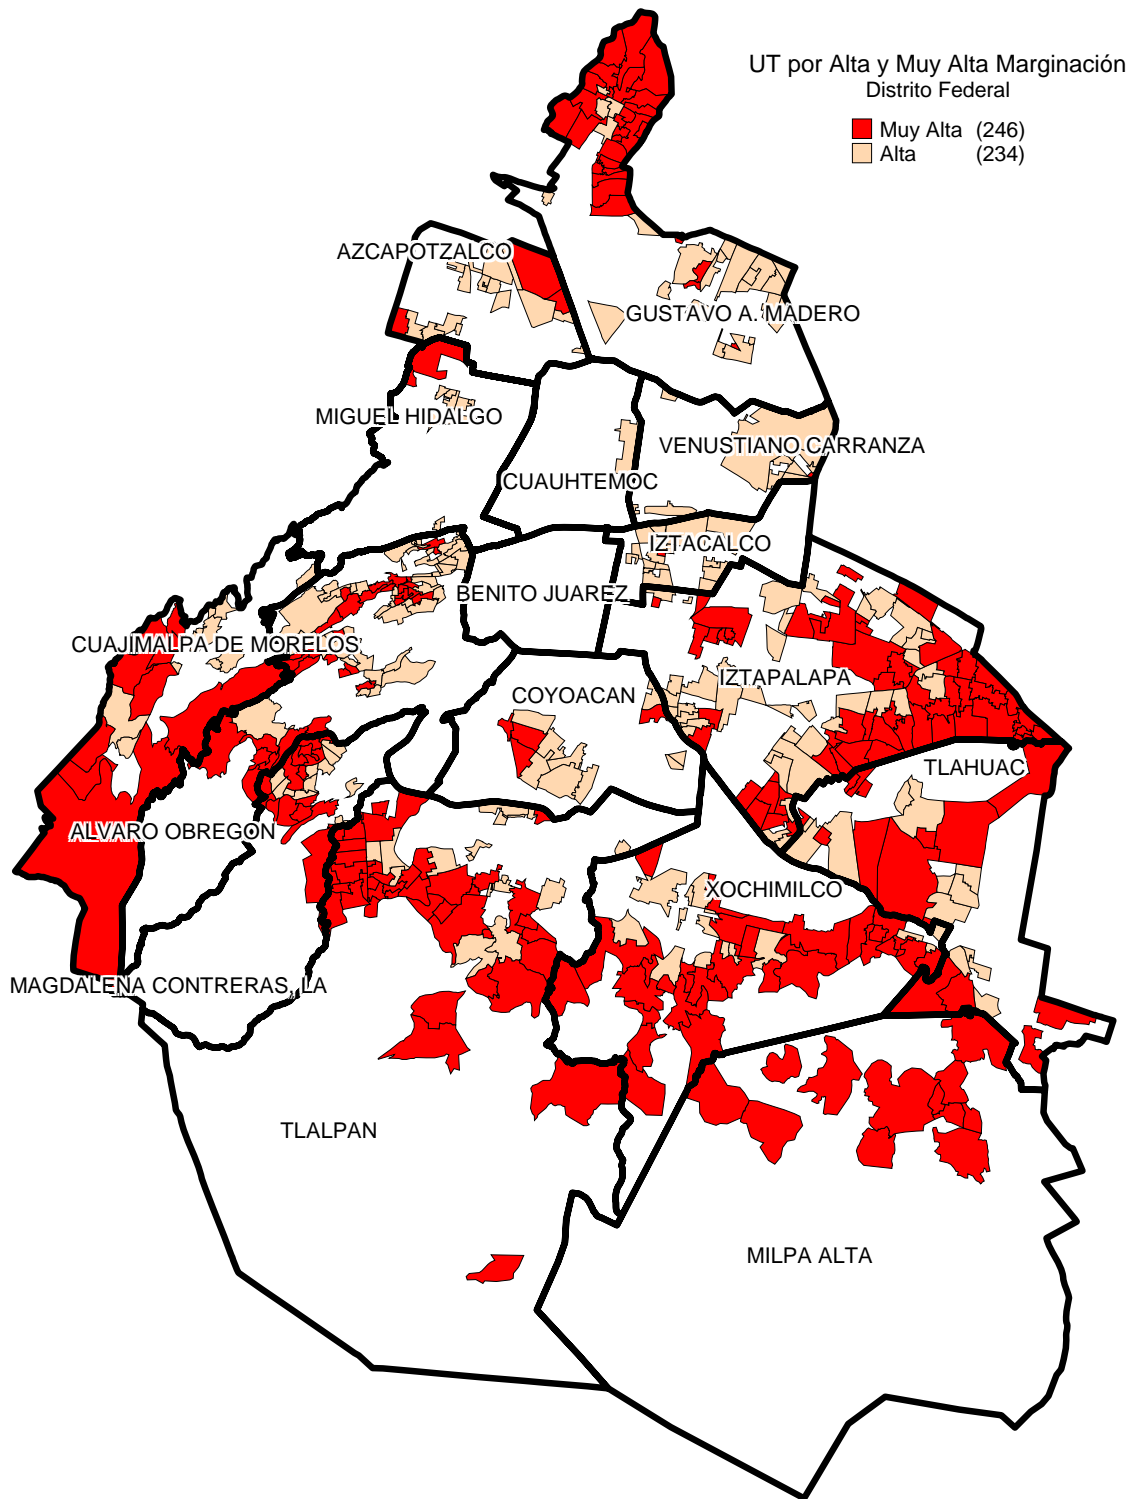 UT por Alta y Muy Alta Marginación
Distrito Federal
Muy Alta (246)
Alta (234)
AZCAPOTZALCO
GUSTAVO A. MADERO
MIGUEL HIDALGO
VENUSTIANO CARRANZA
CUAUHTEMOC
IZTACALCO
BENITO JUAREZ
CUAJIMALPA DE MORELOS
IZTAPALAPA
COYOACAN
TLAHUAC
ALVARO OBREGON
XOCHIMILCO
MAGDALENA CONTRERAS, LA
TLALPAN
MILPA ALTA